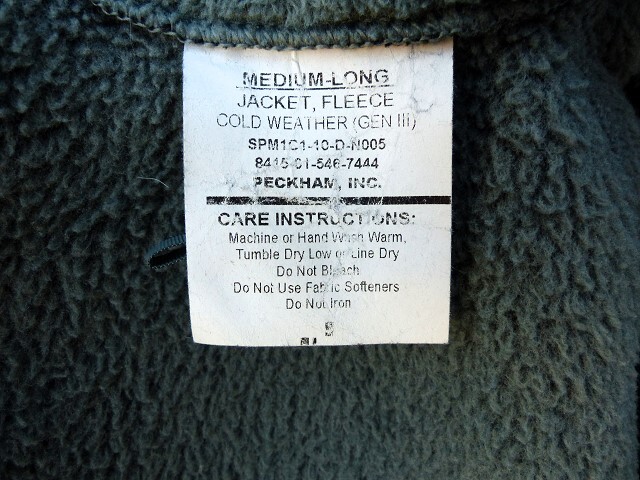 MEDIUM-LONG
JACKET, FLEECE
COLD WEATHER (GEN III)
SPM1C1-10-D-N005
8415-01-546-7444
PECKHAM, INC.
CARE INSTRUCTIONS:
Machine or Hand Wash Warm,
Tumble Dry Low or Line Dry
Do Not Bleach
Do Not Use Fabric Softeners
Do Not Iron